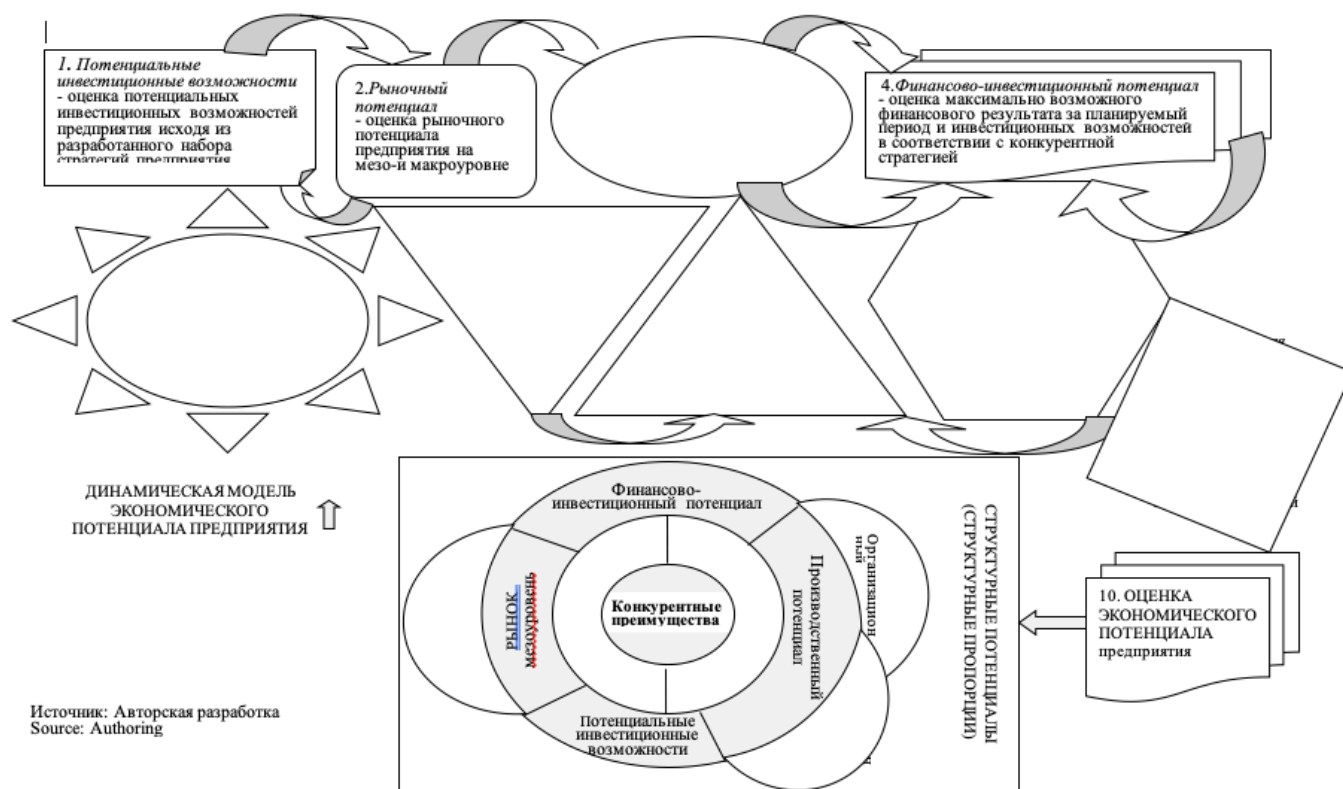 1. Потенциальные
инвестиционные возможности
- оценка потенциальных
инвестиционных возможностей
предприятия исходя из
разработанного набора
стратегий предприятия
2.Рыночный
потенциал
- оценка рыночного
потенциала
предприятия на
мезо-и макроуровне
4.Финансово-инвестиционный потенциал
- оценка максимально возможного
финансового результата за планируемый
период и инвестиционных возможностей
в соответствии с конкурентной
стратегией
ДИНАМИЧЕСКАЯ МОДЕЛЬ
ЭКОНОМИЧЕСКОГО
ПОТЕНЦИАЛА ПРЕДПРИЯТИЯ
Финансово-
инвестиционный потенциал
РЫНОК
мезоуровень
Конкурентные
преимущества
Производственный
потенциал
Организацион
Потенциальные
инвестиционные
возможности
СТРУКТУРНЫЕ ПОТЕНЦИАЛЫ
(СТРУКТУРНЫЕ ПРОПОРЦИИ)
10. ОЦЕНКА
ЭКОНОМИЧЕСКОГО
ПОТЕНЦИАЛА
предприятия
Источник: Авторская разработка
Source: Authoring